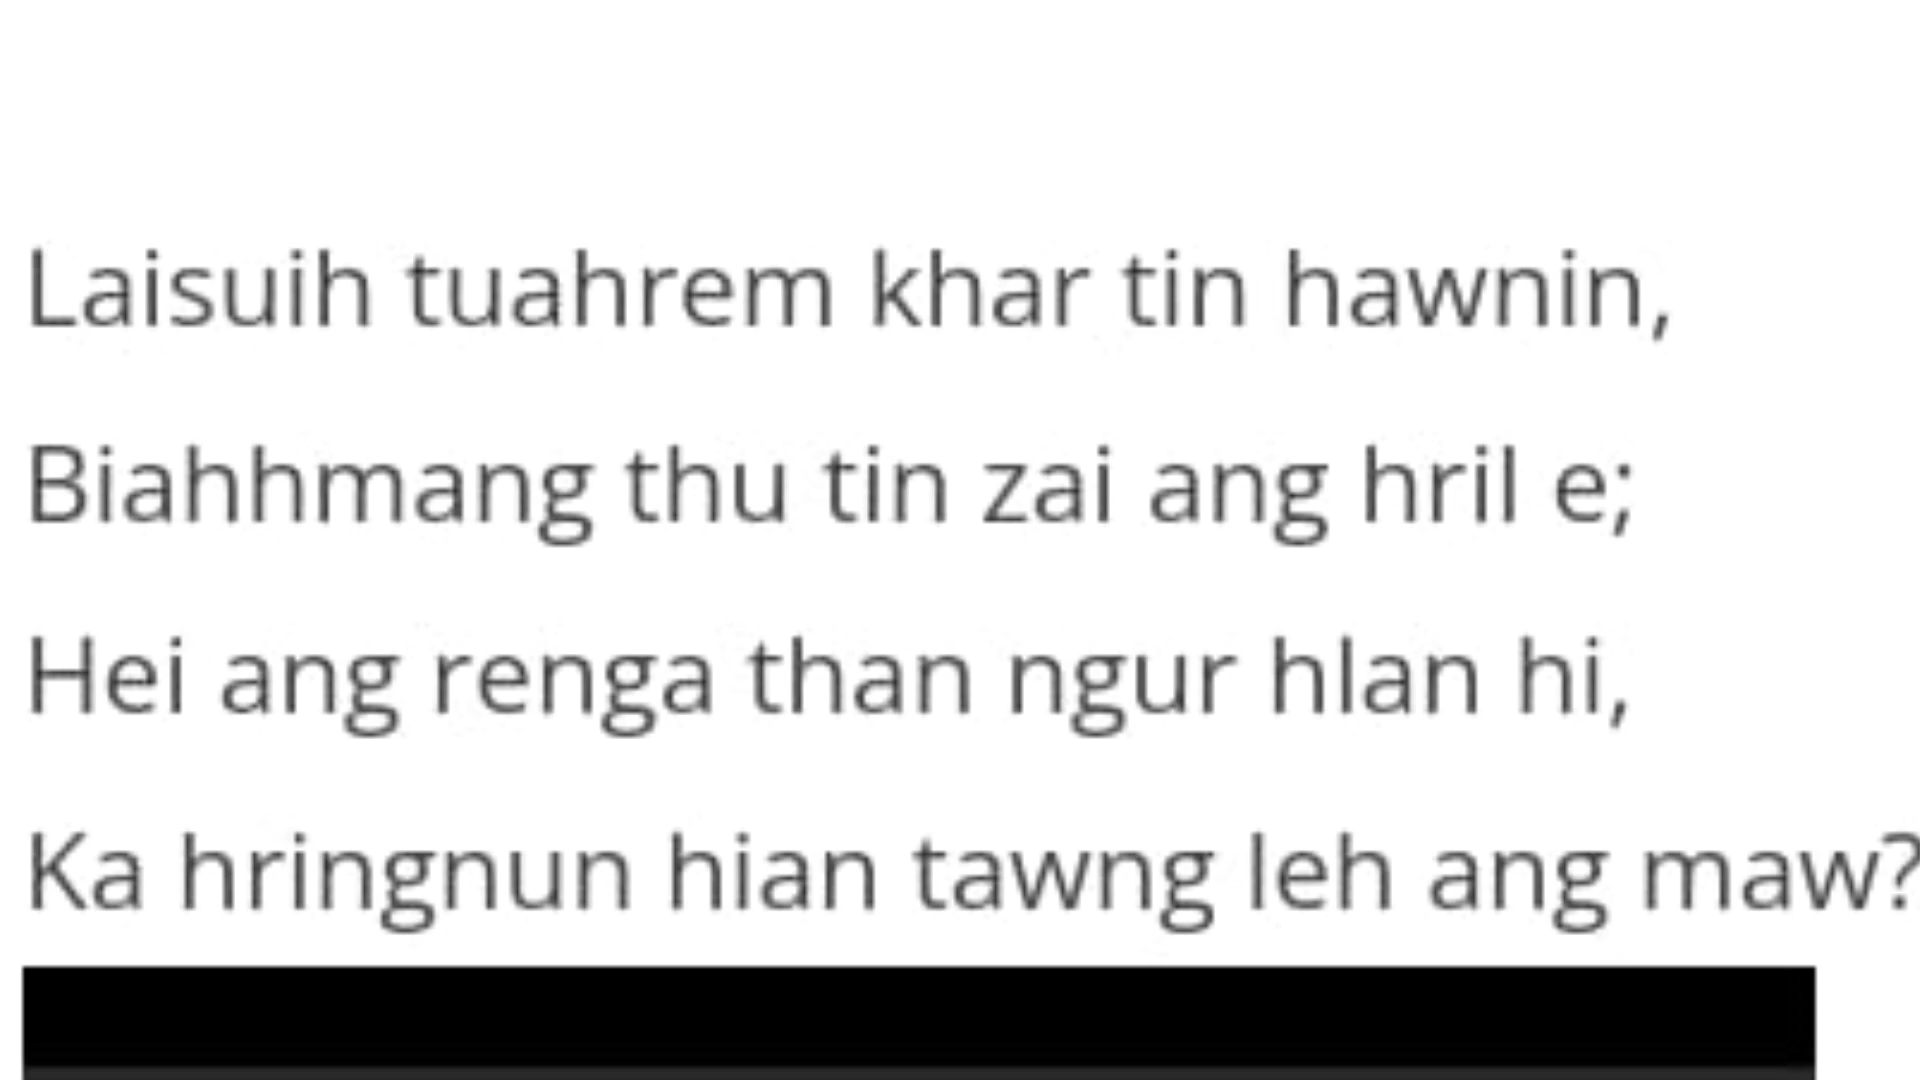 Laisuih tuahrem khar tin hawnin,
Biahhmang thu tin zai ang hril e;
Hei ang renga than ngur hlan hi,
Ka hringnun hian tawng leh ang maw?